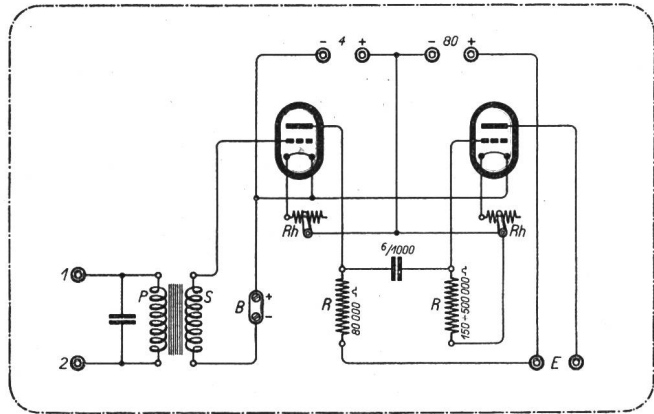 - 4 + - 80 +
Rh
Rh
6/1000
1
P
S
B
+
-
R
80 000 Ω
R
150÷500 000 Ω
2
E